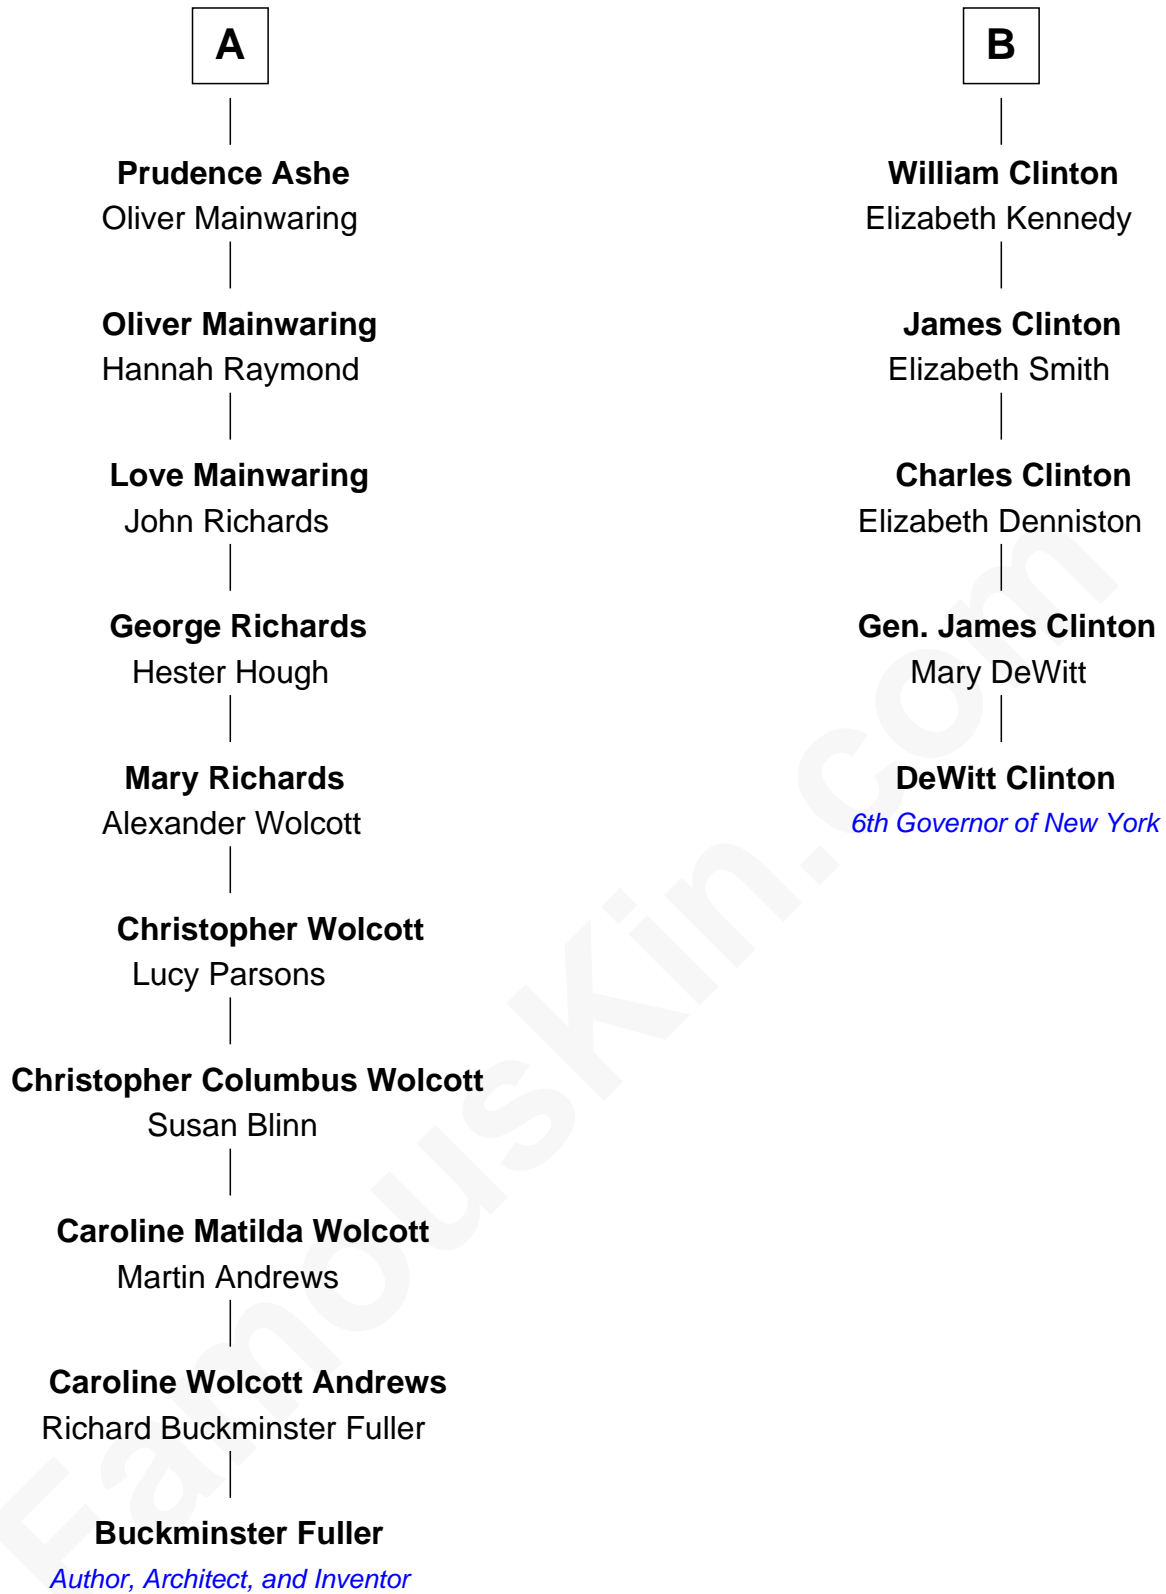 A
Prudence Ashe
Oliver Mainwaring
Oliver Mainwaring
Hannah Raymond
Love Mainwaring
John Richards
George Richards
Hester Hough
Mary Richards
Alexander Wolcott
Christopher Wolcott
Lucy Parsons
Christopher Columbus Wolcott
Susan Blinn
Caroline Matilda Wolcott
Martin Andrews
Caroline Wolcott Andrews
Richard Buckminster Fuller
Buckminster Fuller
Author, Architect, and Inventor
B
William Clinton
Elizabeth Kennedy
James Clinton
Elizabeth Smith
Charles Clinton
Elizabeth Denniston
Gen. James Clinton
Mary DeWitt
DeWitt Clinton
6th Governor of New York
FamousKin.com